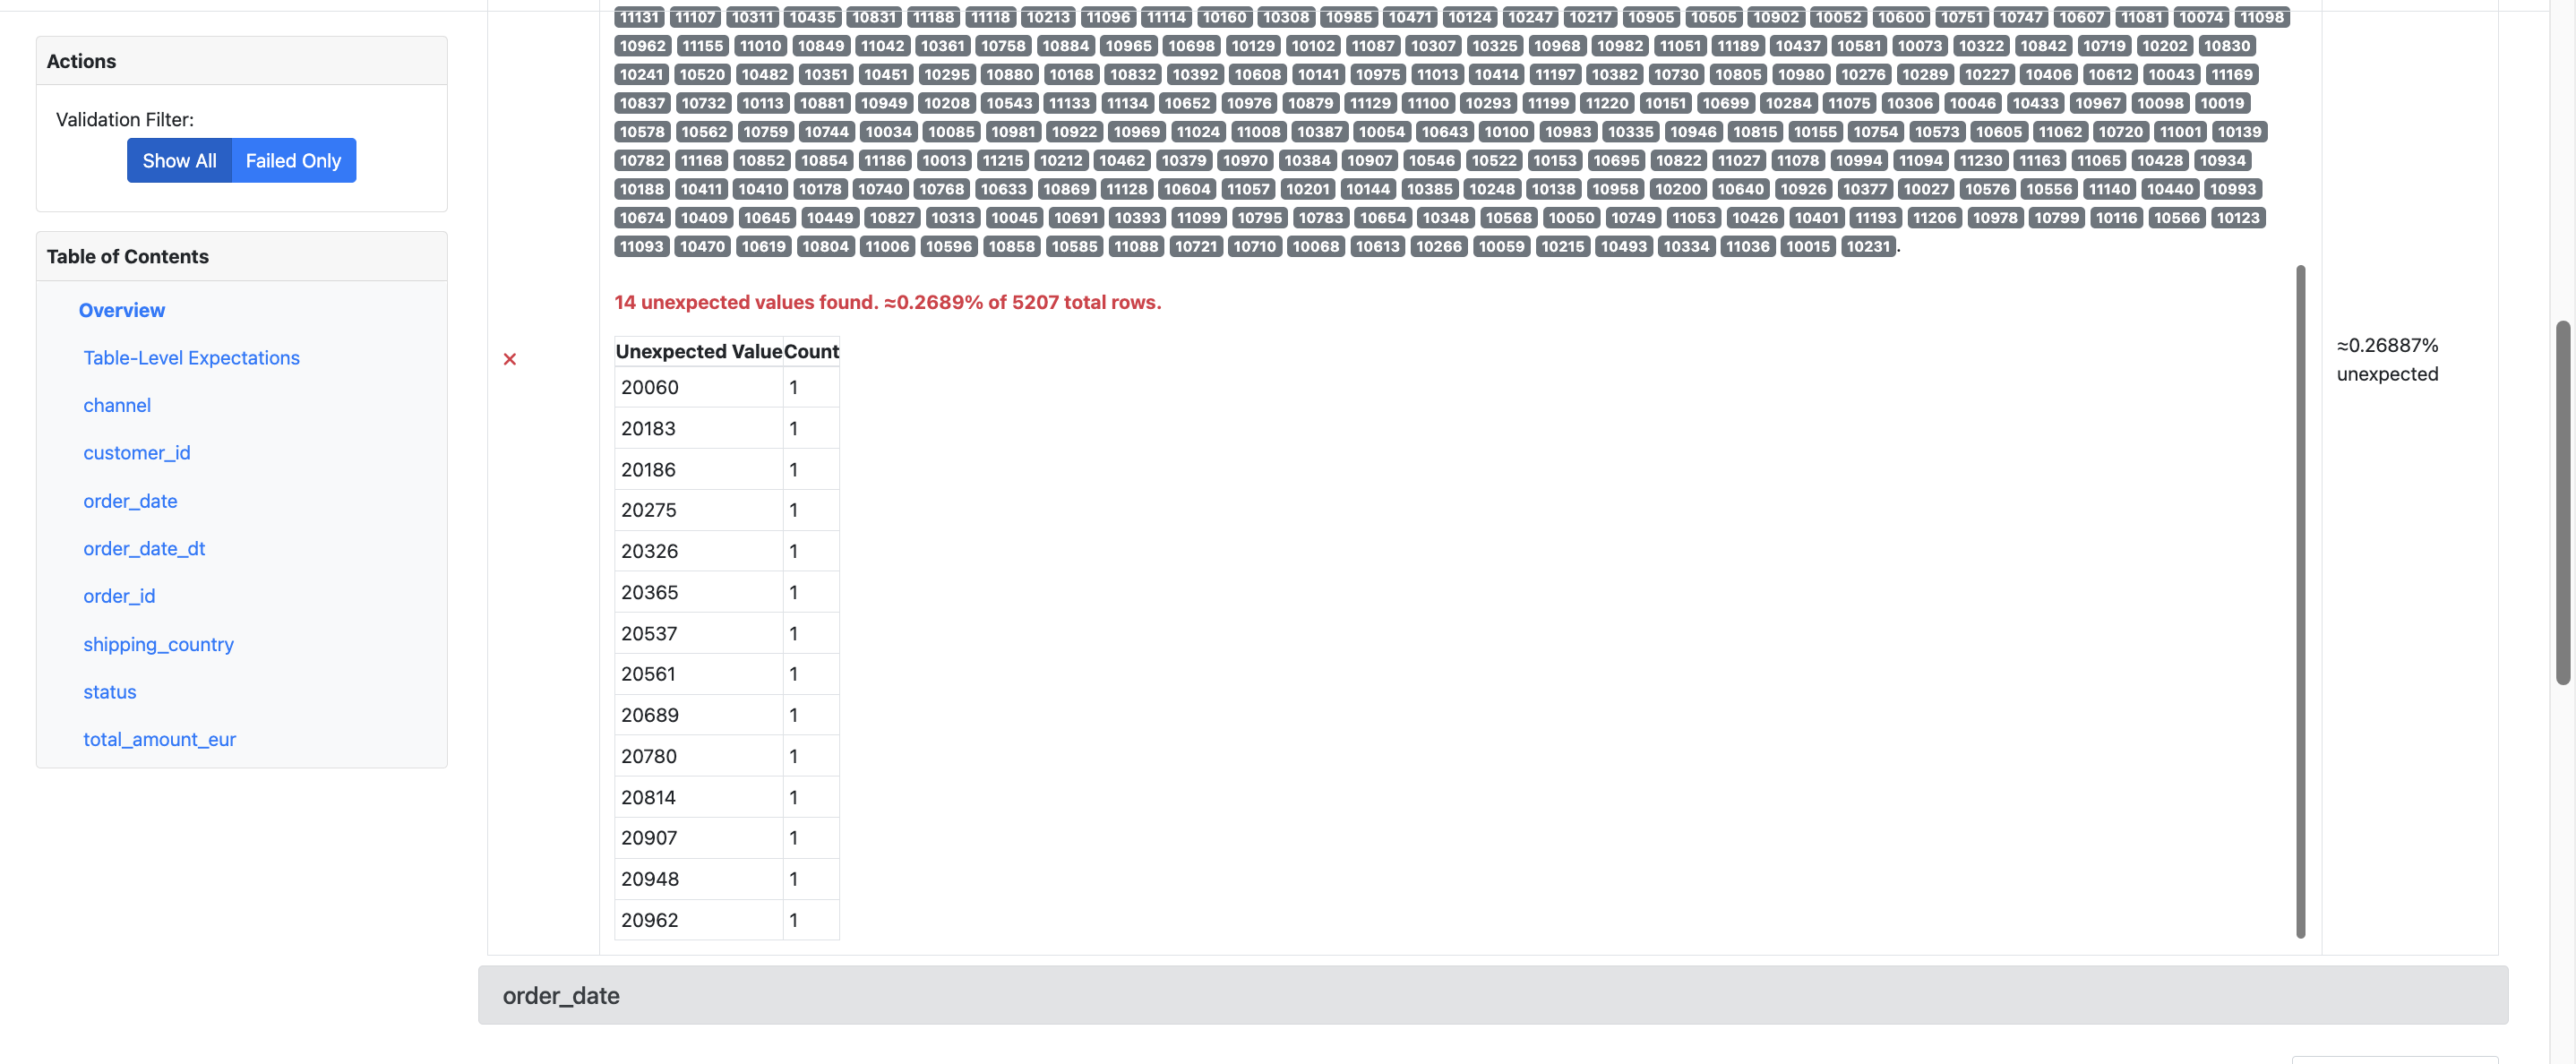 Actions
Validation Filter:
Show All Failed Only
Table of Contents
Overview
Table-Level Expectations
channel
customer_id
order_date
order_date_dt
order_id
shipping_country
status
total_amount_eur
11131 11107 10311 10435 10831 11188 11118 10213 11096 11114 10160 10308 10985 10471 10124 10247 10217 10905 10505 10902 10052 10600 10751 10747 10607 11081 10074 11098
10962 11155 11010 10849 11042 10361 10758 10884 10965 10698 10129 10102 11087 10307 10325 10968 10982 11051 11189 10437 10581 10073 10322 10842 10719 10202 10830
10241 10520 10482 10351 10451 10295 10880 10168 10832 10392 10608 10141 10975 11013 10414 11197 10382 10730 10805 10980 10276 10289 10227 10406 10612 10043 11169
10837 10732 10113 10881 10949 10208 10543 11133 11134 10652 10976 10879 11129 11100 10293 11199 11220 10151 10699 10284 11075 10306 10046 10433 10967 10098 10019
10578 10562 10759 10744 10034 10085 10981 10922 10969 11024 11008 10387 10054 10643 10100 10983 10335 10946 10815 10155 10754 10573 10605 11062 10720 11001 10139
10782 11168 10852 10854 11186 10013 11215 10212 10462 10379 10970 10384 10907 10546 10522 10153 10695 10822 11027 11078 10994 11094 11230 11163 11065 10428 10934
10188 10411 10410 10178 10740 10768 10633 10869 11128 10604 11057 10201 10144 10385 10248 10138 10958 10200 10640 10926 10377 10027 10576 10556 11140 10440 10993
10674 10409 10645 10449 10827 10313 10045 10691 10393 11099 10795 10783 10654 10348 10568 10050 10749 11053 10426 10401 11193 11206 10978 10799 10116 10566 10123
11093 10470 10619 10804 11006 10596 10858 10585 11088 10721 10710 10068 10613 10266 10059 10215 10493 10334 11036 10015 10231.
14 unexpected values found. ≈0.2689% of 5207 total rows.
Unexpected Value Count
20060 1
20183 1
20186 1
20275 1
20326 1
20365 1
20537 1
20561 1
20689 1
20780 1
20814 1
20907 1
20948 1
20962 1
≈0.26887%
unexpected
order_date